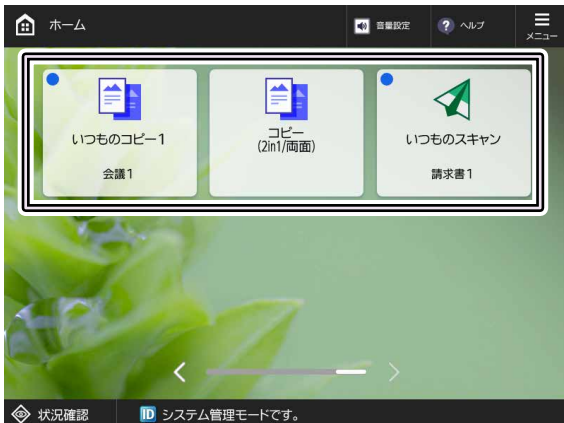 ホーム
音量設定
ヘルプ
メニュー
いつものコピー1
会議1
コピー
(2in1/両面)
いつものスキャン
請求書1
状況確認
ID システム管理モードです。